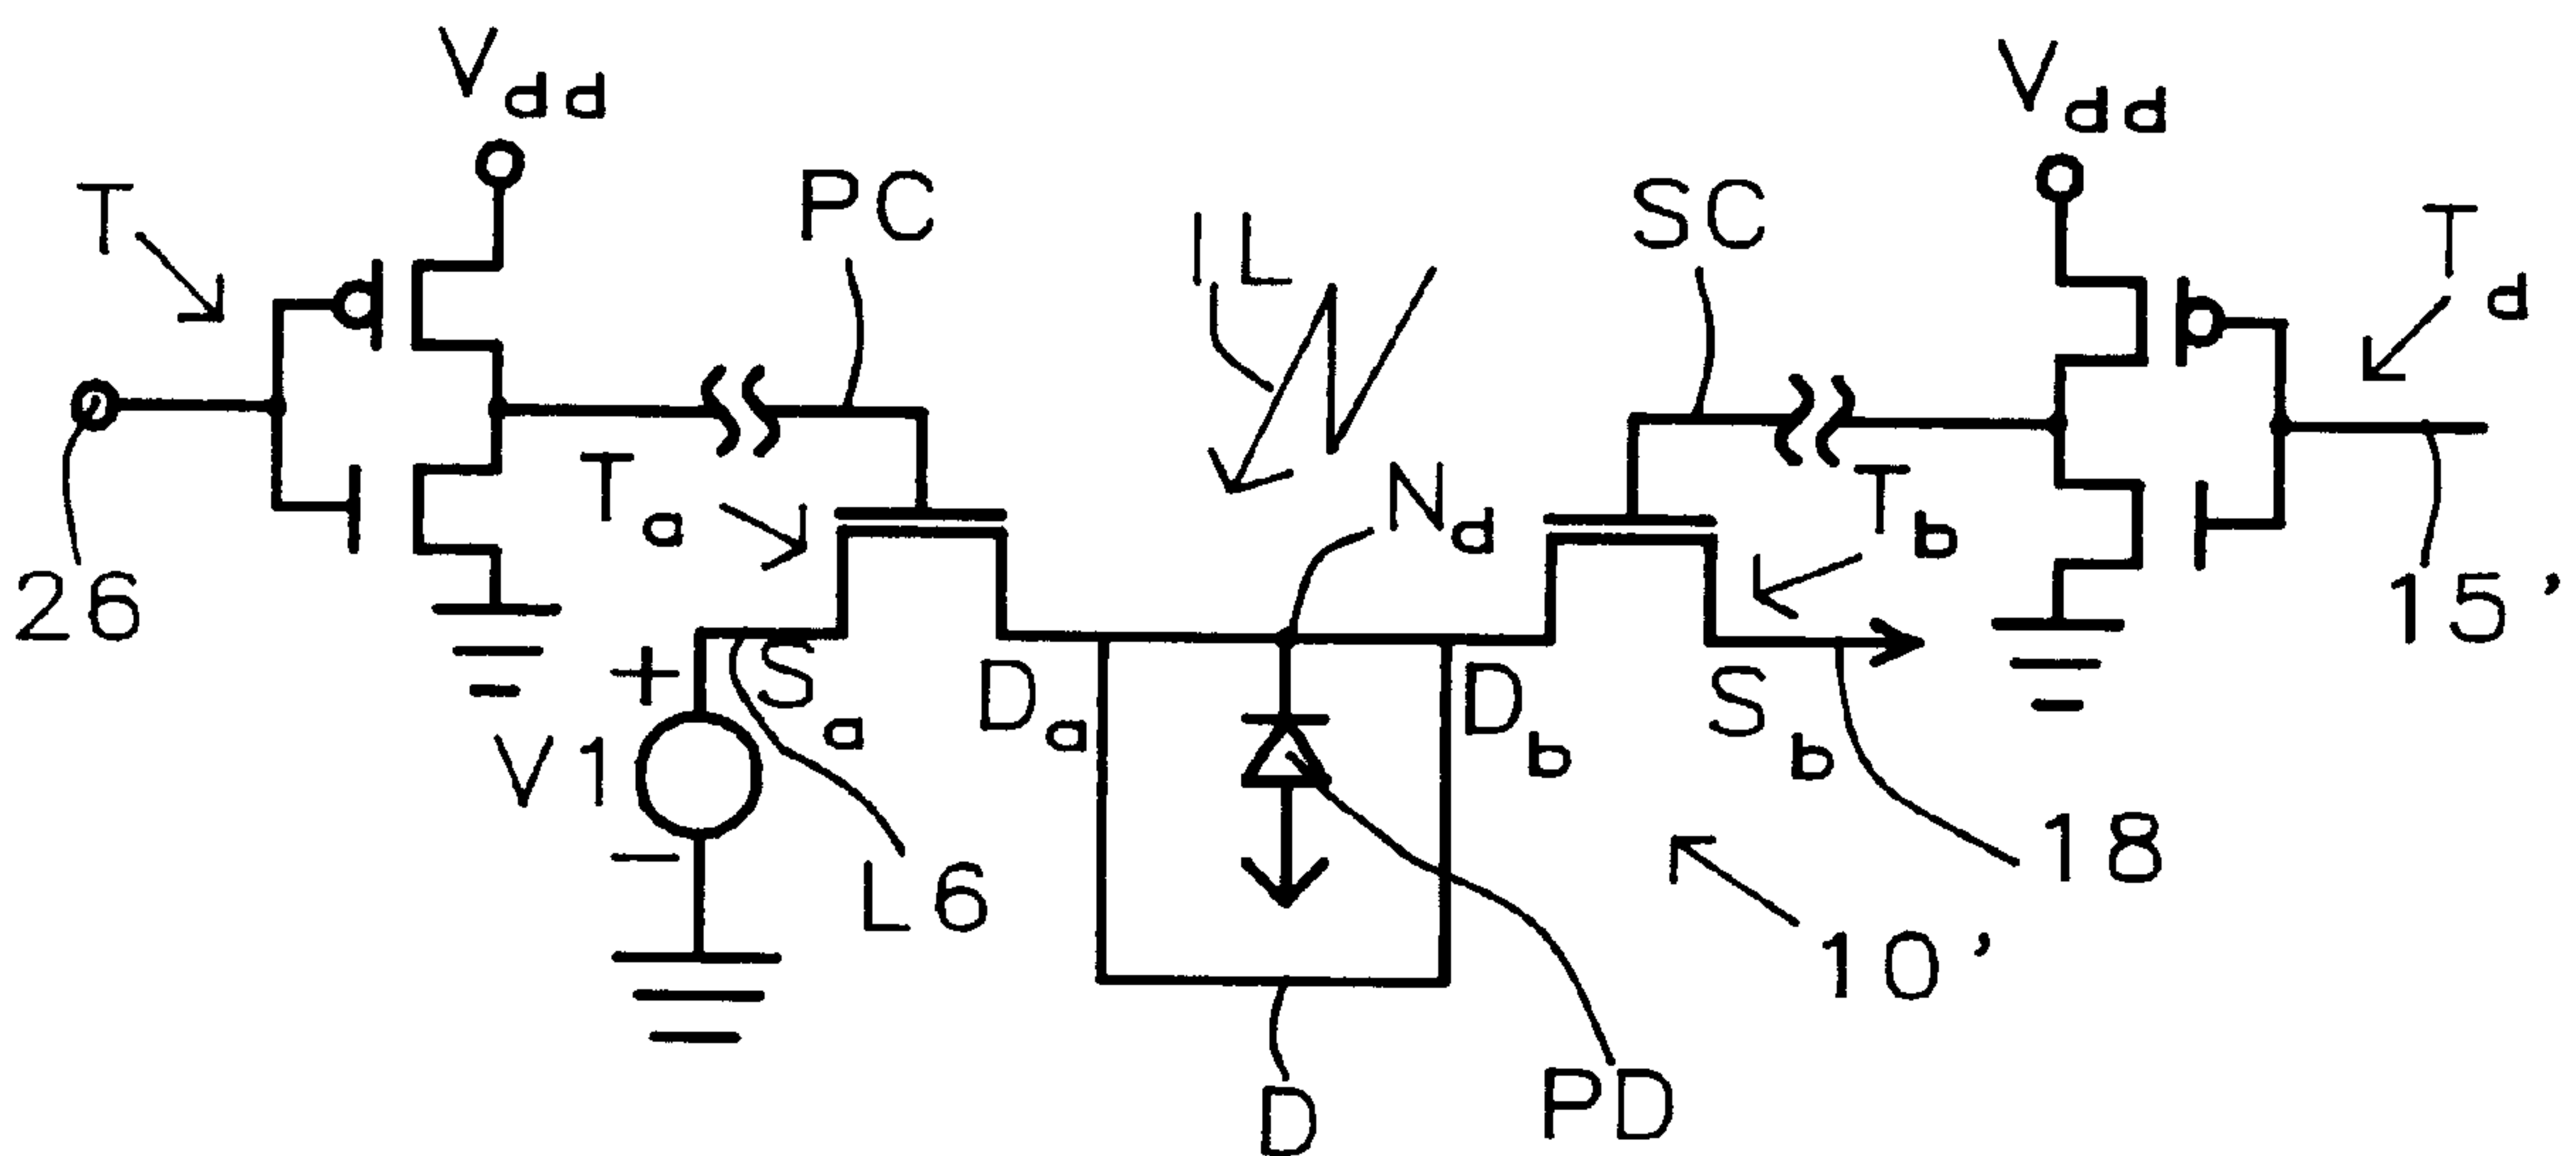 Vdd
Vdd
T
PC
IL
SC
Td
Ta
Nd
Tb
26
15'
+
Sa
Da
Db
Sb
V1
−
L6
18
10'
D
PD